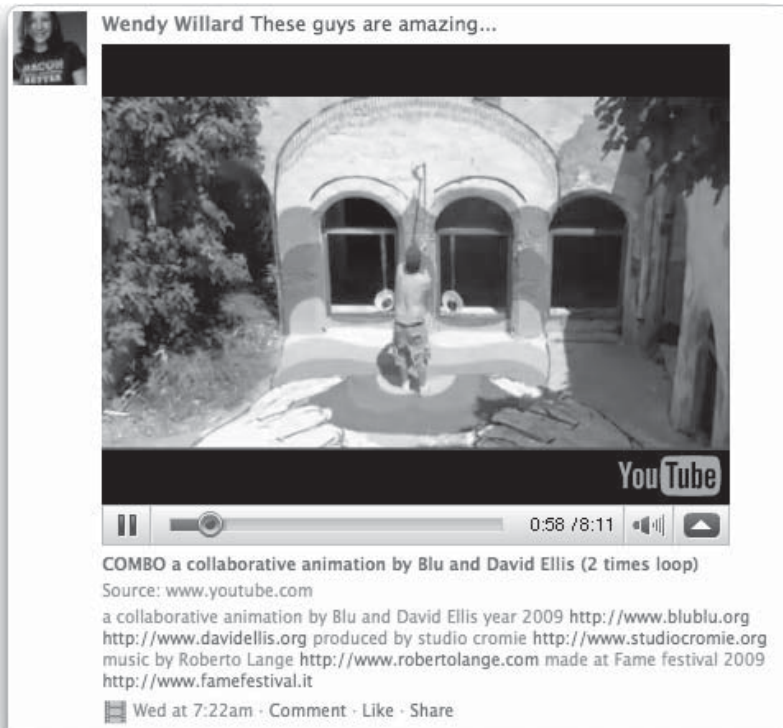 Wendy Willard These guys are amazing...
BACON
BETTER
YouTube
0:58 / 8:11
COMBO a collaborative animation by Blu and David Ellis (2 times loop)
Source: www.youtube.com
a collaborative animation by Blu and David Ellis year 2009 http://www.blublu.org
http://www.davidellis.org produced by studio cromie http://www.studiocromie.org
music by Roberto Lange http://www.robertolange.com made at Fame festival 2009
http://www.famefestival.it
Wed at 7:22am · Comment · Like · Share